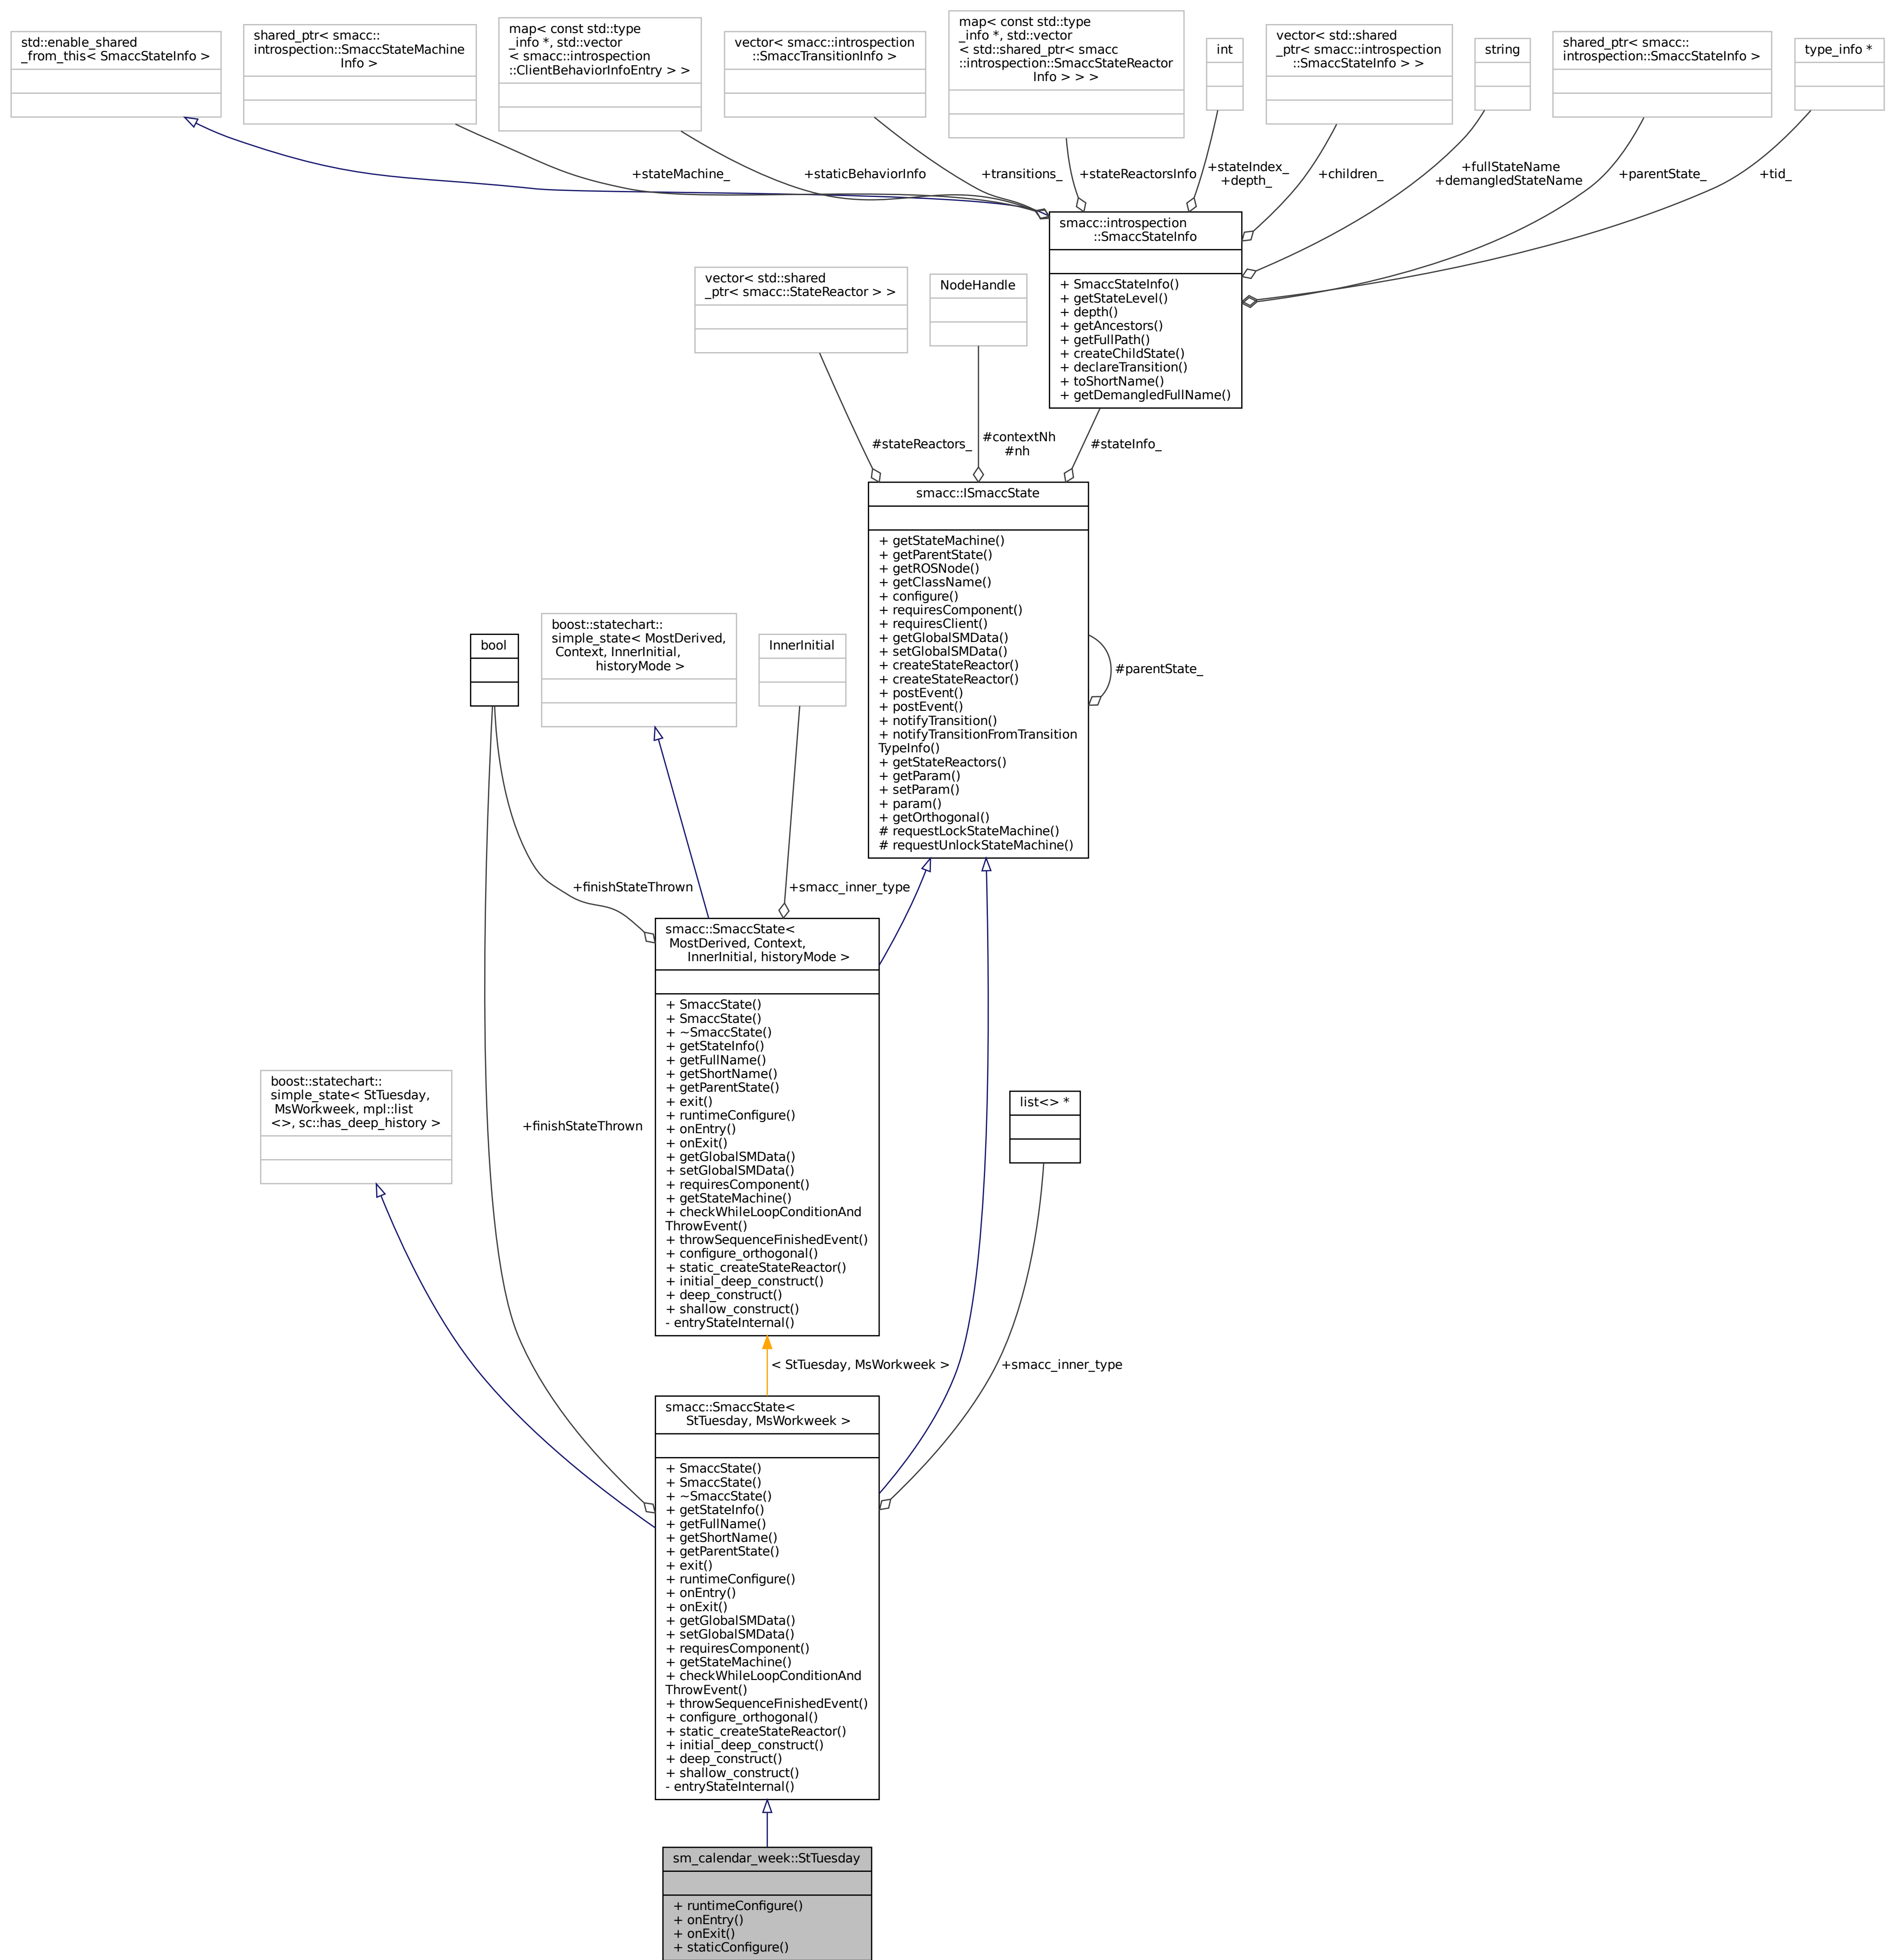 std::enable_shared
_from_this< SmaccStateInfo >
shared_ptr< smacc::
introspection::SmaccStateMachine
Info >
map< const std::type
_info *, std::vector
< smacc::introspection
::ClientBehaviorInfoEntry > >
vector< smacc::introspection
::SmaccTransitionInfo >
map< const std::type
_info *, std::vector
< std::shared_ptr< smacc
::introspection::SmaccStateReactor
Info > > >
int
vector< std::shared
_ptr< smacc::introspection
::SmaccStateInfo > >
string
shared_ptr< smacc::
introspection::SmaccStateInfo >
type_info *
+stateMachine_
+staticBehaviorInfo
+transitions_
+stateReactorsInfo
+stateIndex_
+depth_
+children_
+fullStateName
+demangledStateName
+parentState_
+tid_
smacc::introspection
::SmaccStateInfo
+ SmaccStateInfo()
+ getStateLevel()
+ depth()
+ getAncestors()
+ getFullPath()
+ createChildState()
+ declareTransition()
+ toShortName()
+ getDemangledFullName()
vector< std::shared
_ptr< smacc::StateReactor > >
NodeHandle
#stateReactors_
#contextNh
#nh
#stateInfo_
smacc::ISmaccState
+ getStateMachine()
+ getParentState()
+ getROSNode()
+ getClassName()
+ configure()
+ requiresComponent()
+ requiresClient()
+ getGlobalSMData()
+ setGlobalSMData()
+ createStateReactor()
+ createStateReactor()
+ postEvent()
+ postEvent()
+ notifyTransition()
+ notifyTransitionFromTransition
TypeInfo()
+ getStateReactors()
+ getParam()
+ setParam()
+ param()
+ getOrthogonal()
# requestLockStateMachine()
# requestUnlockStateMachine()
#parentState_
bool
boost::statechart::
simple_state< MostDerived,
Context, InnerInitial,
historyMode >
InnerInitial
+finishStateThrown
+smacc_inner_type
smacc::SmaccState<
MostDerived, Context,
InnerInitial, historyMode >
+ SmaccState()
+ SmaccState()
+ ~SmaccState()
+ getStateInfo()
+ getFullName()
+ getShortName()
+ getParentState()
+ exit()
+ runtimeConfigure()
+ onEntry()
+ onExit()
+ getGlobalSMData()
+ setGlobalSMData()
+ requiresComponent()
+ getStateMachine()
+ checkWhileLoopConditionAnd
ThrowEvent()
+ throwSequenceFinishedEvent()
+ configure_orthogonal()
+ static_createStateReactor()
+ initial_deep_construct()
+ deep_construct()
+ shallow_construct()
- entryStateInternal()
boost::statechart::
simple_state< StTuesday,
MsWorkweek, mpl::list
<>, sc::has_deep_history >
+finishStateThrown
list<> *
< StTuesday, MsWorkweek >
+smacc_inner_type
smacc::SmaccState<
StTuesday, MsWorkweek >
+ SmaccState()
+ SmaccState()
+ ~SmaccState()
+ getStateInfo()
+ getFullName()
+ getShortName()
+ getParentState()
+ exit()
+ runtimeConfigure()
+ onEntry()
+ onExit()
+ getGlobalSMData()
+ setGlobalSMData()
+ requiresComponent()
+ getStateMachine()
+ checkWhileLoopConditionAnd
ThrowEvent()
+ throwSequenceFinishedEvent()
+ configure_orthogonal()
+ static_createStateReactor()
+ initial_deep_construct()
+ deep_construct()
+ shallow_construct()
- entryStateInternal()
sm_calendar_week::StTuesday
+ runtimeConfigure()
+ onEntry()
+ onExit()
+ staticConfigure()